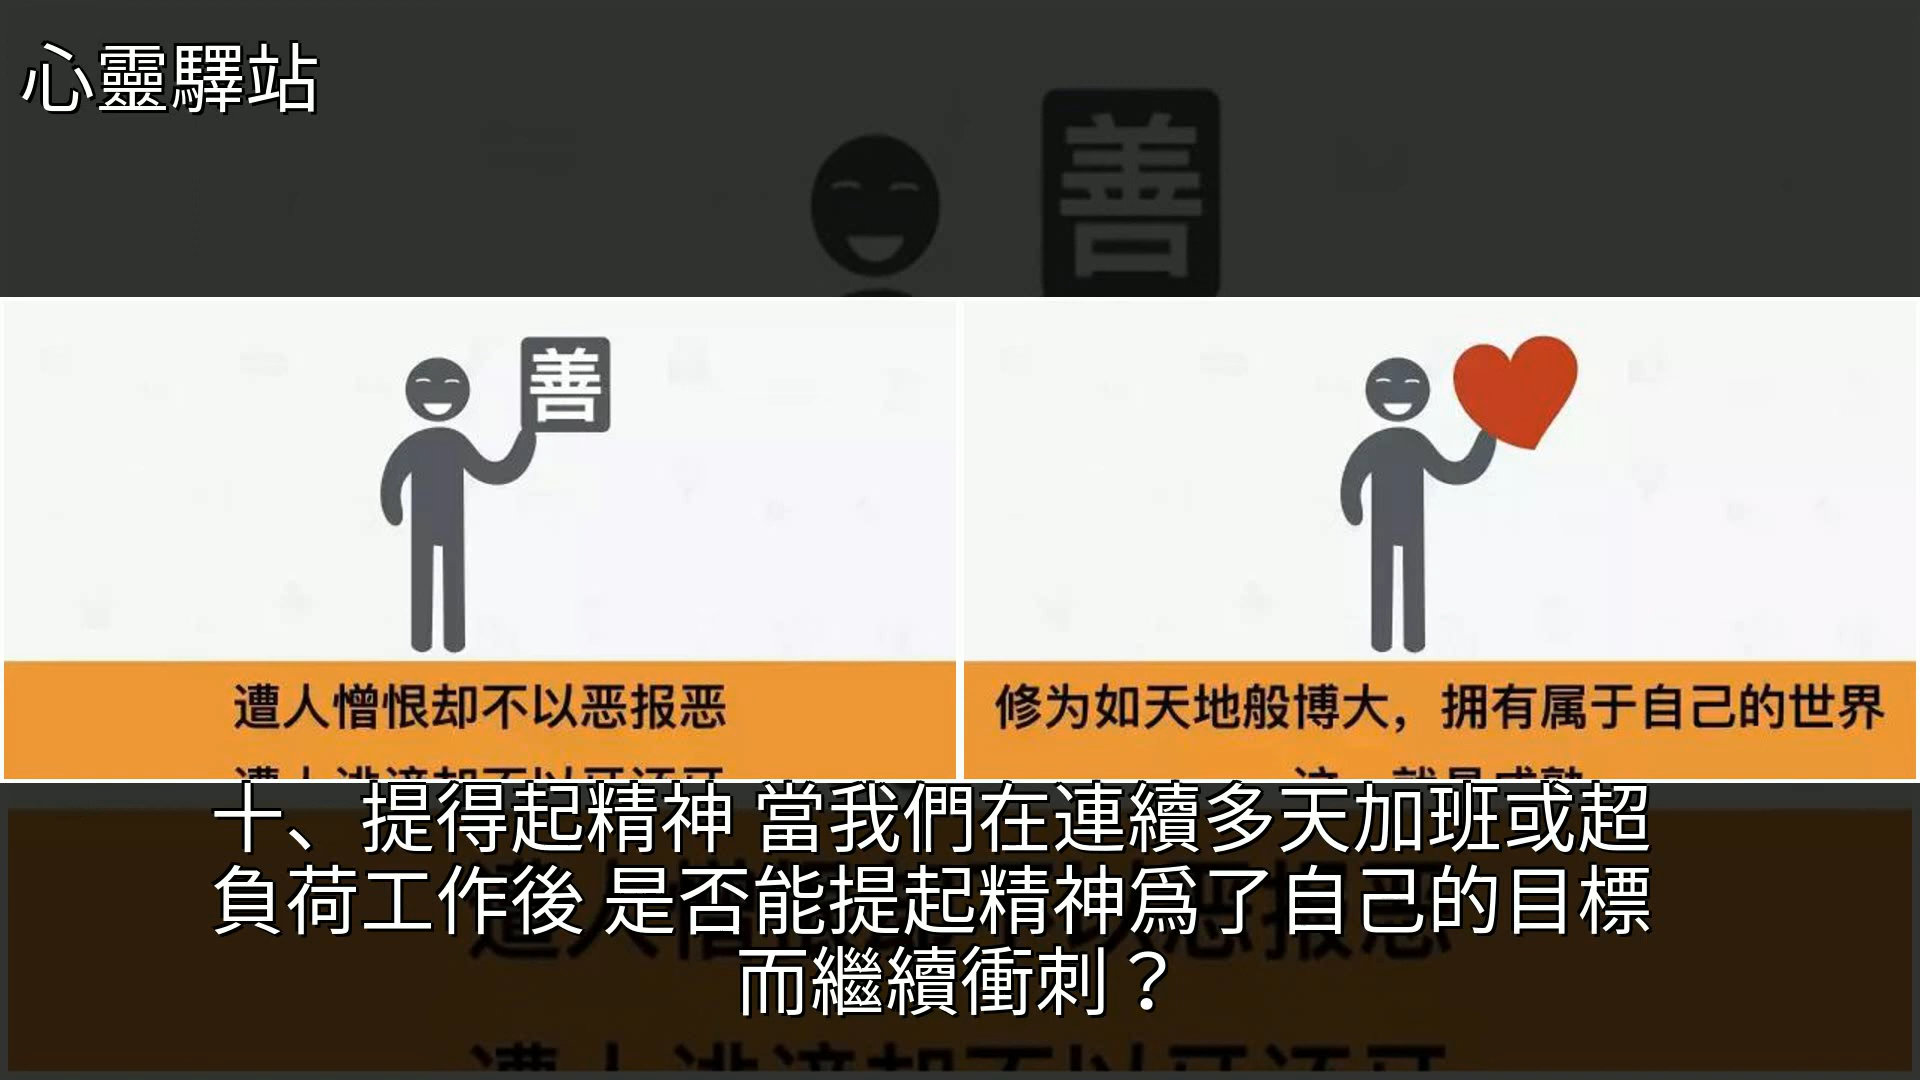 心靈驛站
善
善
遭人憎恨却不以恶报恶
修为如天地般博大，拥有属于自己的世界
十、提得起精神 當我們在連續多天加班或超
負荷工作後 是否能提起精神爲了自己的目標
而繼續衝刺？